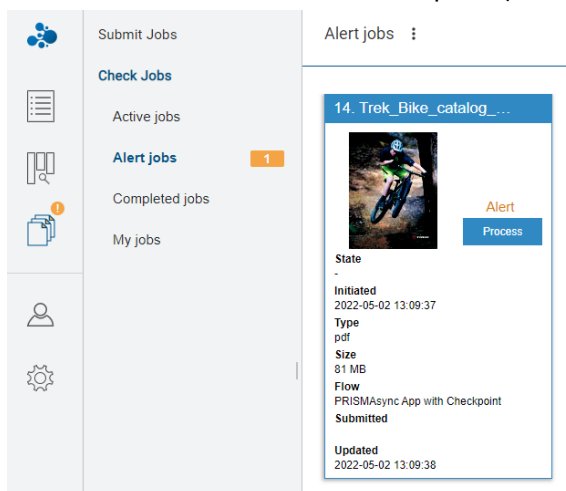 Submit Jobs
Check Jobs
Active jobs
Alert jobs 1
Completed jobs
My jobs
!
Alert jobs
14. Trek_Bike_catalog_...
Alert
Process
State
-
Initiated
2022-05-02 13:09:37
Type
pdf
Size
81 MB
Flow
PRISMAsync App with Checkpoint
Submitted
Updated
2022-05-02 13:09:38